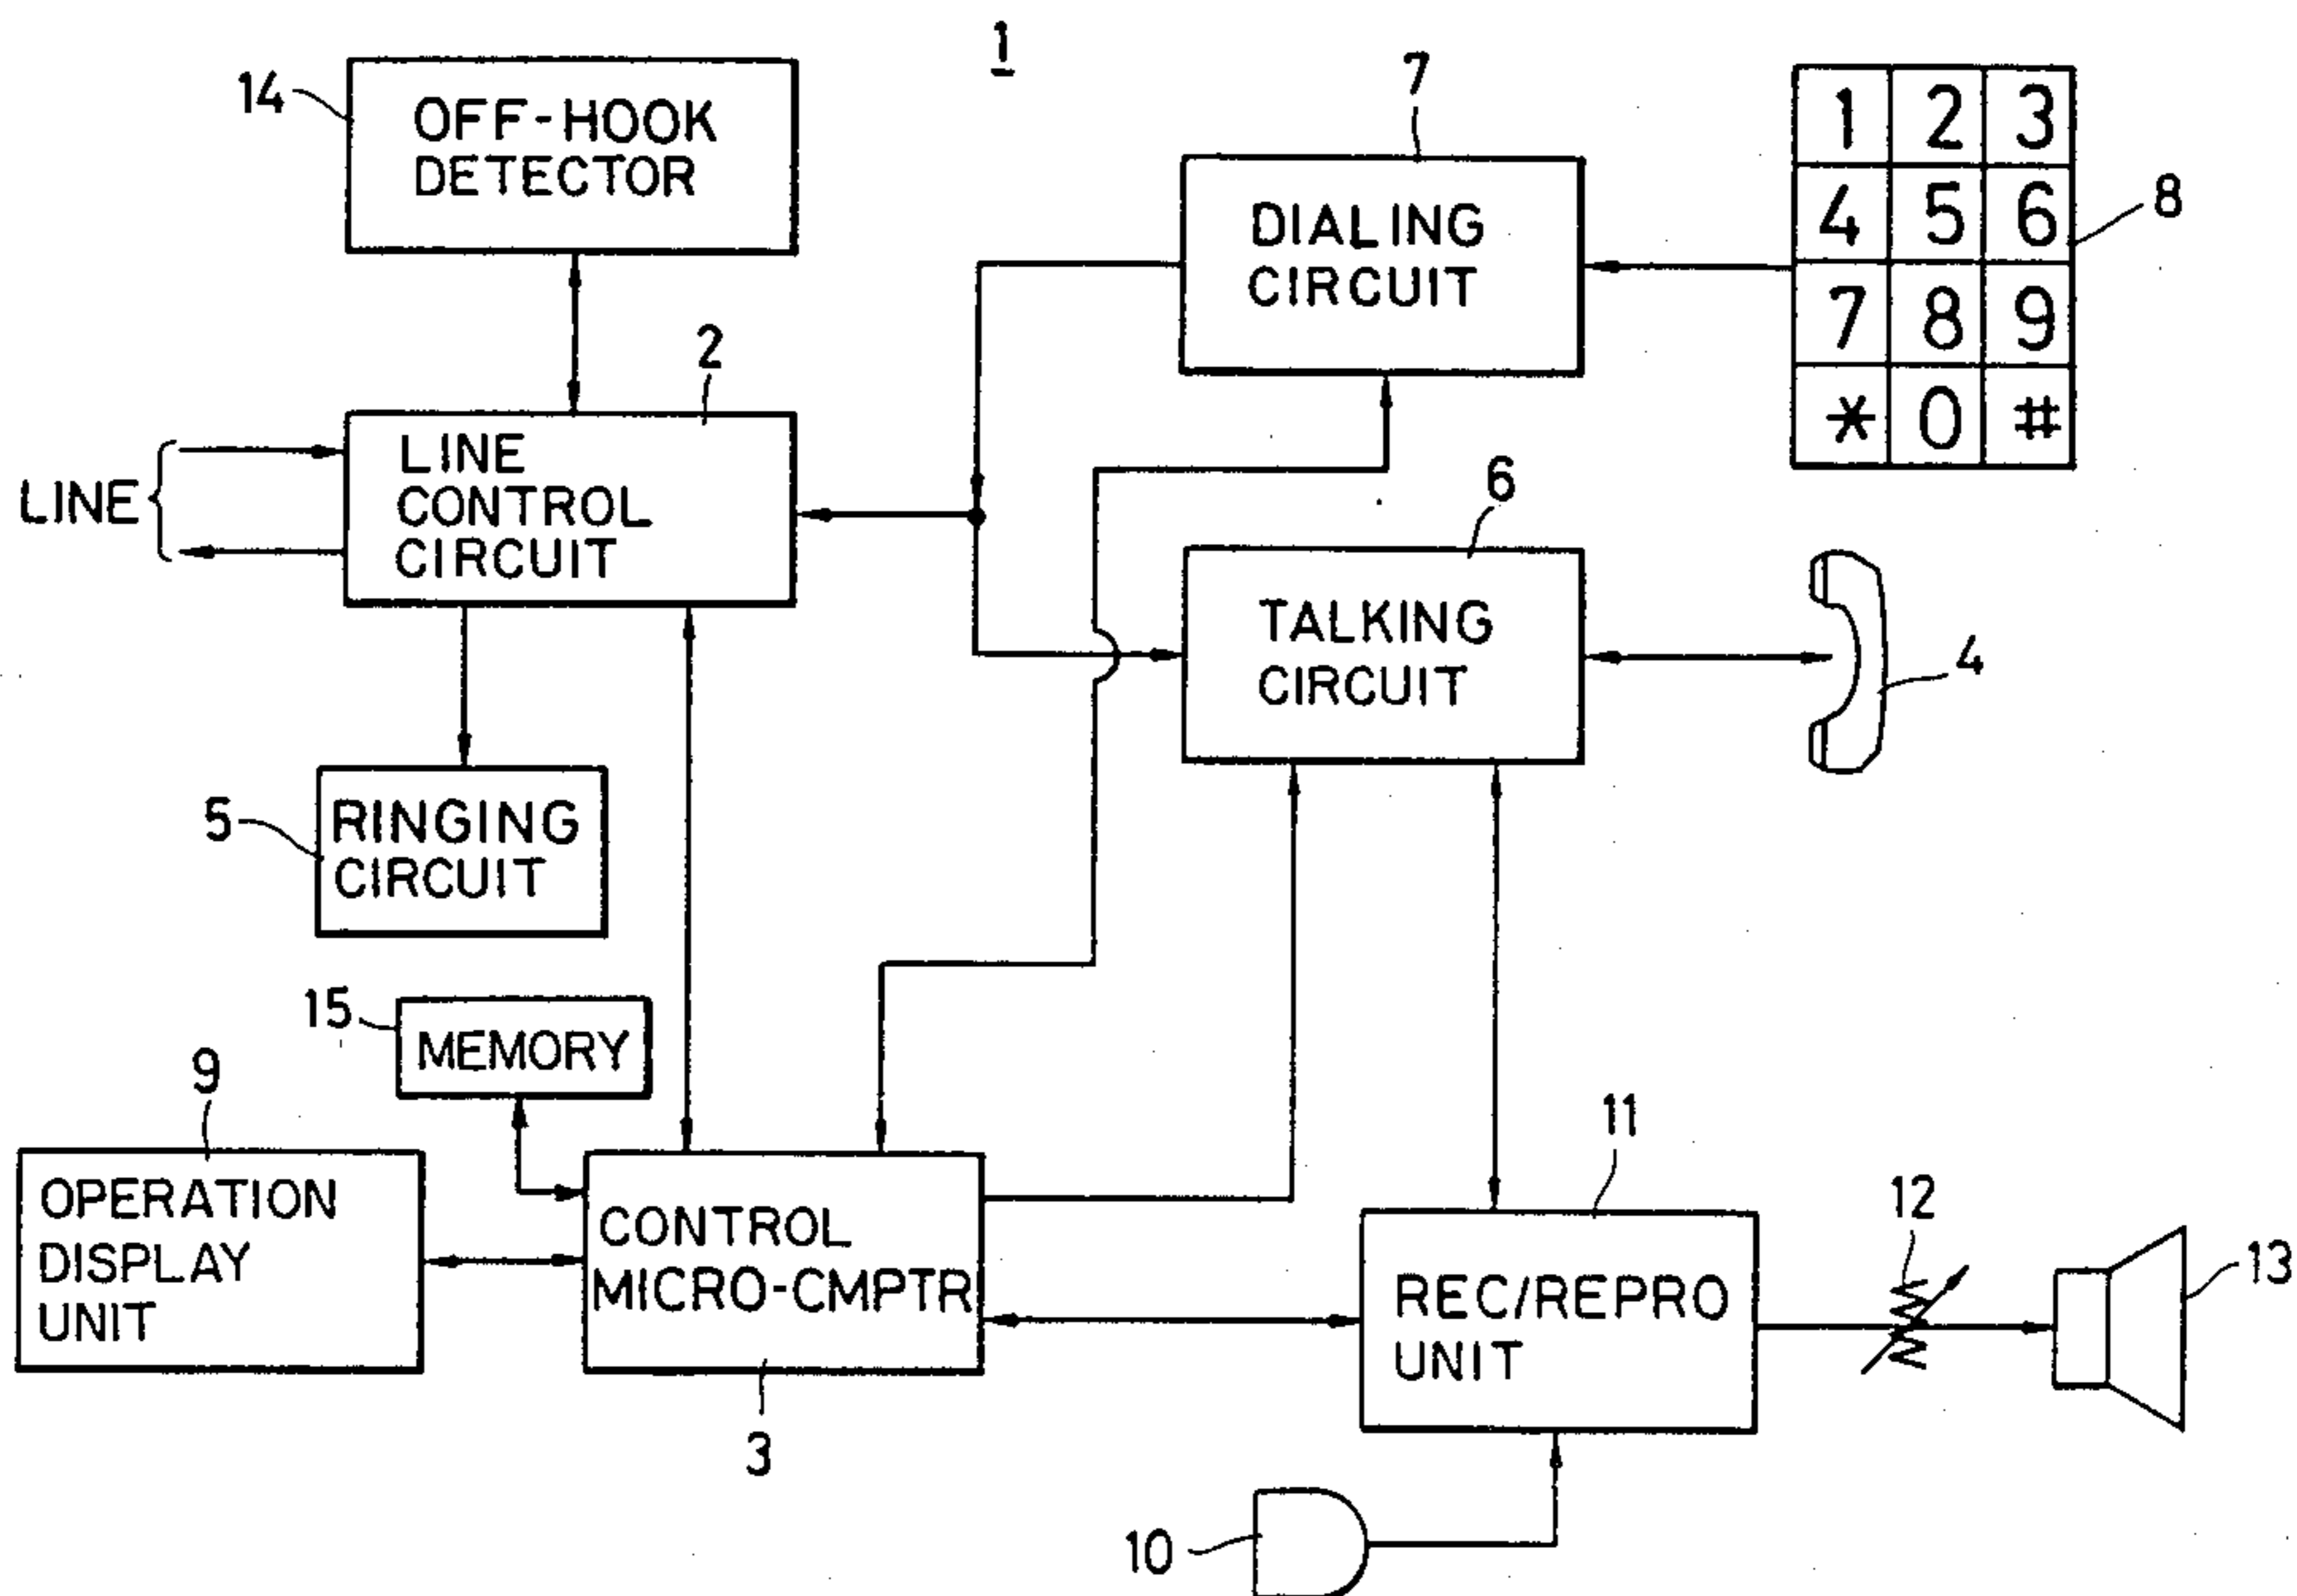 1
14
OFF-HOOK
DETECTOR
7
DIALING
CIRCUIT
1 2 3
4 5 6
7 8 9
* 0 #
8
2
LINE
CONTROL
CIRCUIT
LINE
6
TALKING
CIRCUIT
4
5
RINGING
CIRCUIT
15
MEMORY
9
OPERATION
DISPLAY
UNIT
CONTROL
MICRO-CMPTR
3
11
REC/REPRO
UNIT
12
13
10